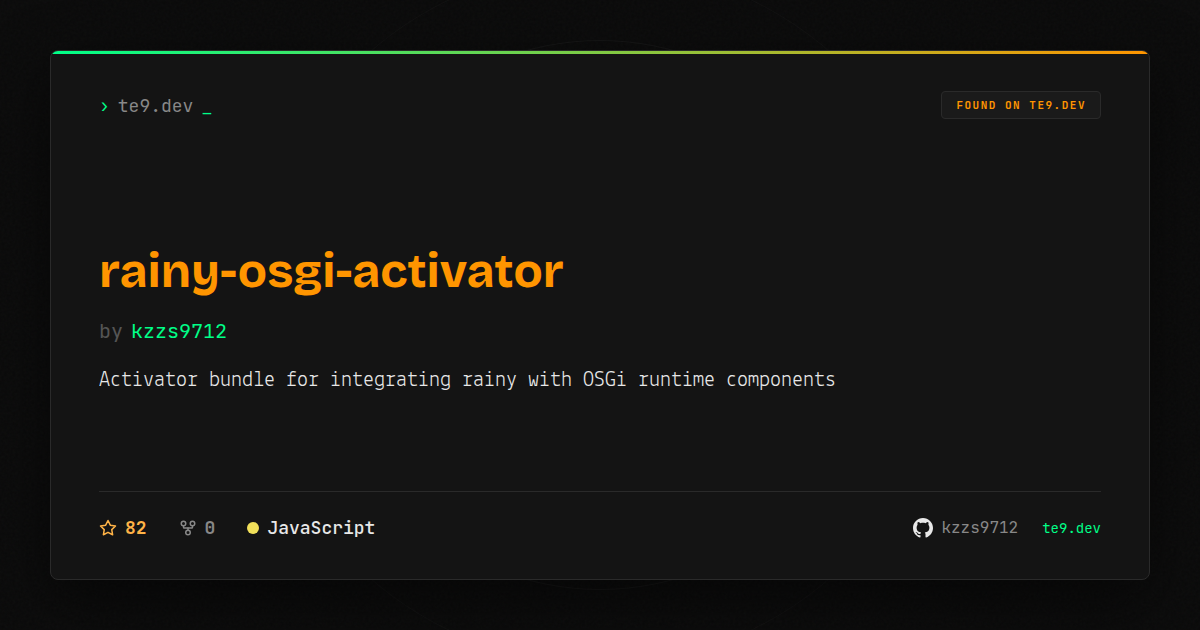 › te9.dev _
FOUND ON TE9.DEV
rainy-osgi-activator
by kzzs9712
Activator bundle for integrating rainy with OSGi runtime components
82 0 JavaScript
kzzs9712 te9.dev